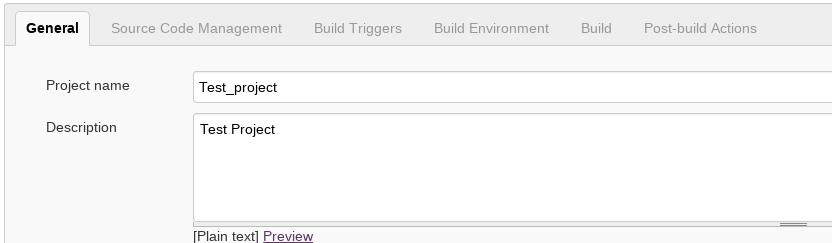 General Source Code Management Build Triggers Build Environment Build Post-build Actions
Project name Test_project
Description Test Project
[Plain text] Preview